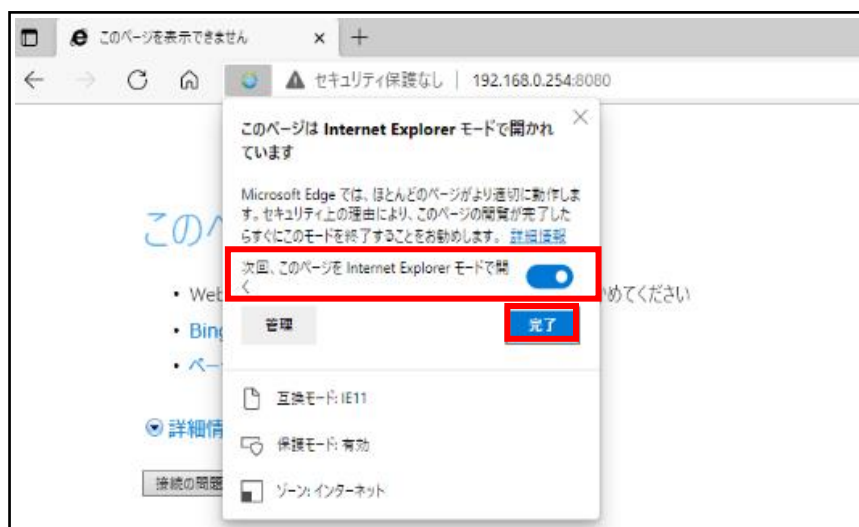 このページを表示できません
セキュリティ保護なし | 192.168.0.254:8080
このページは Internet Explorer モードで開かれ
ています
Microsoft Edge では、ほとんどのページがより適切に動作しま
す。セキュリティ上の理由により、このページの閲覧が完了した
らすぐにこのモードを終了することをお勧めします。 詳細情報
このペ
次回、このページを Internet Explorer モードで開
く
• Web かめてください
管理 完了
• Bing
• ペー
互換モード: IE11
詳細情
保護モード: 有効
接続の問題
ゾーン: インターネット